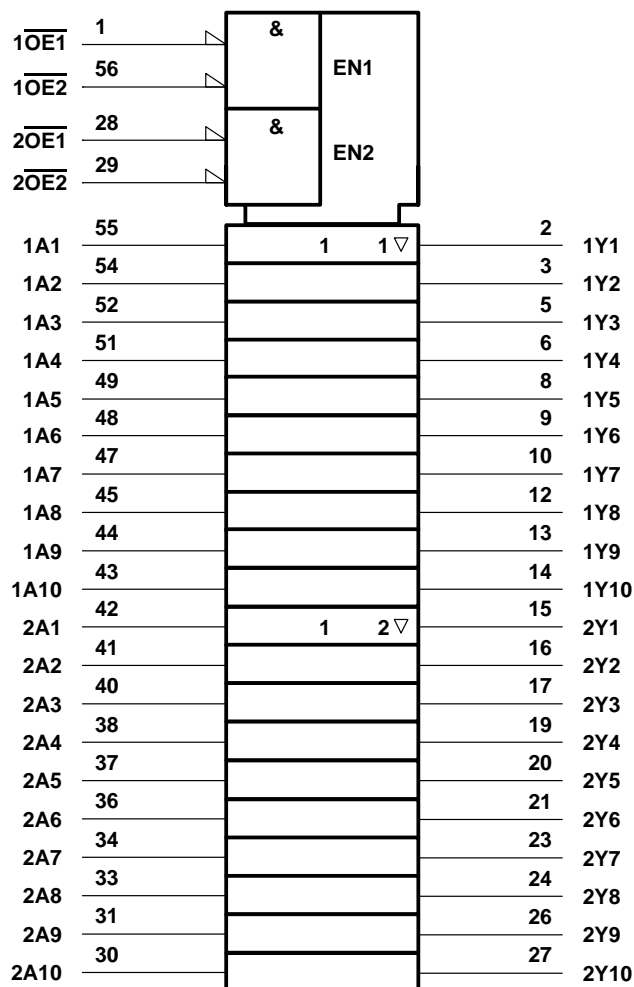 1OE1 1 &
1OE2 56 EN1
2OE1 28 &
2OE2 29 EN2
1A1 55 1 1 ▽ 2 1Y1
1A2 54 3 1Y2
1A3 52 5 1Y3
1A4 51 6 1Y4
1A5 49 8 1Y5
1A6 48 9 1Y6
1A7 47 10 1Y7
1A8 45 12 1Y8
1A9 44 13 1Y9
1A10 43 14 1Y10
2A1 42 1 2 ▽ 15 2Y1
2A2 41 16 2Y2
2A3 40 17 2Y3
2A4 38 19 2Y4
2A5 37 20 2Y5
2A6 36 21 2Y6
2A7 34 23 2Y7
2A8 33 24 2Y8
2A9 31 26 2Y9
2A10 30 27 2Y10